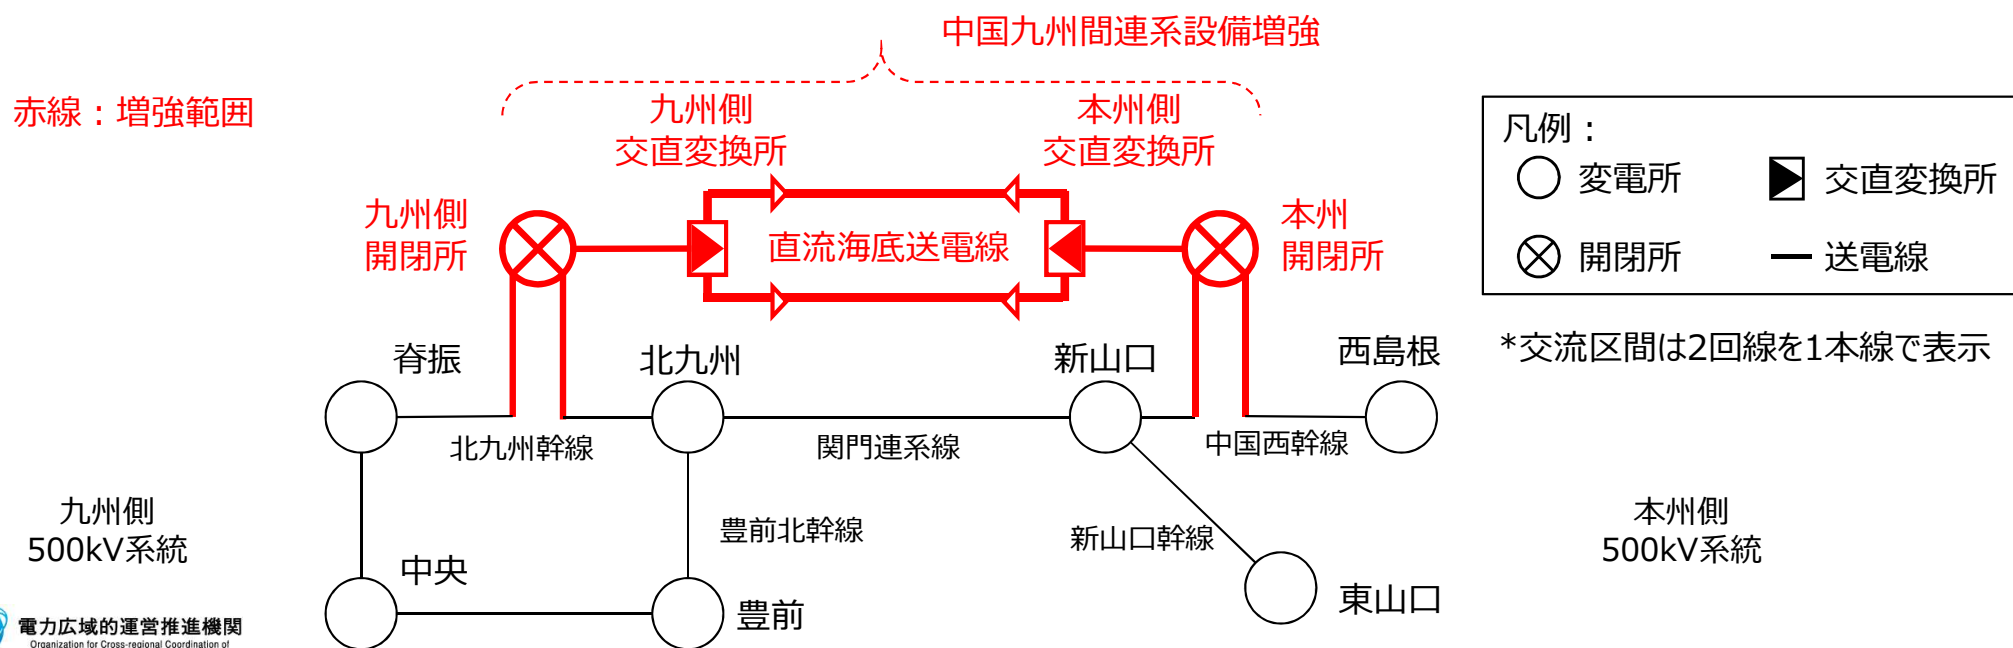 中国九州間連系設備増強
赤線：増強範囲
九州側
交直変換所
本州側
交直変換所
凡例：
変電所
交直変換所
開閉所
送電線
九州側
開閉所
直流海底送電線
本州
開閉所
*交流区間は2回線を1本線で表示
脊振
北九州
新山口
西島根
北九州幹線
関門連系線
中国西幹線
九州側
500kV系統
豊前北幹線
新山口幹線
本州側
500kV系統
中央
豊前
東山口
電力広域的運営推進機関
Organization for Cross-regional Coordination of